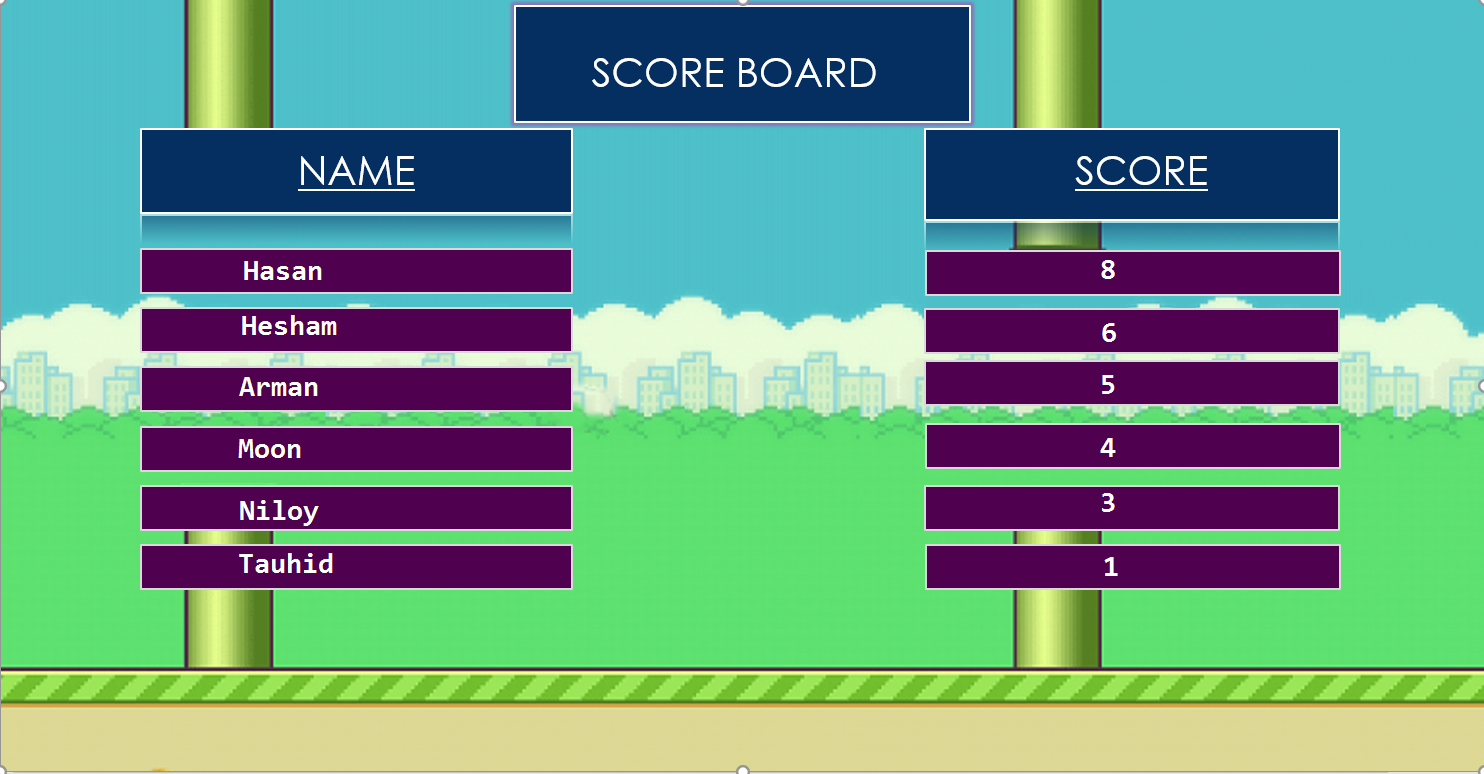 SCORE BOARD
NAME SCORE
Hasan 8
Hesham 6
Arman 5
Moon 4
Niloy 3
Tauhid 1